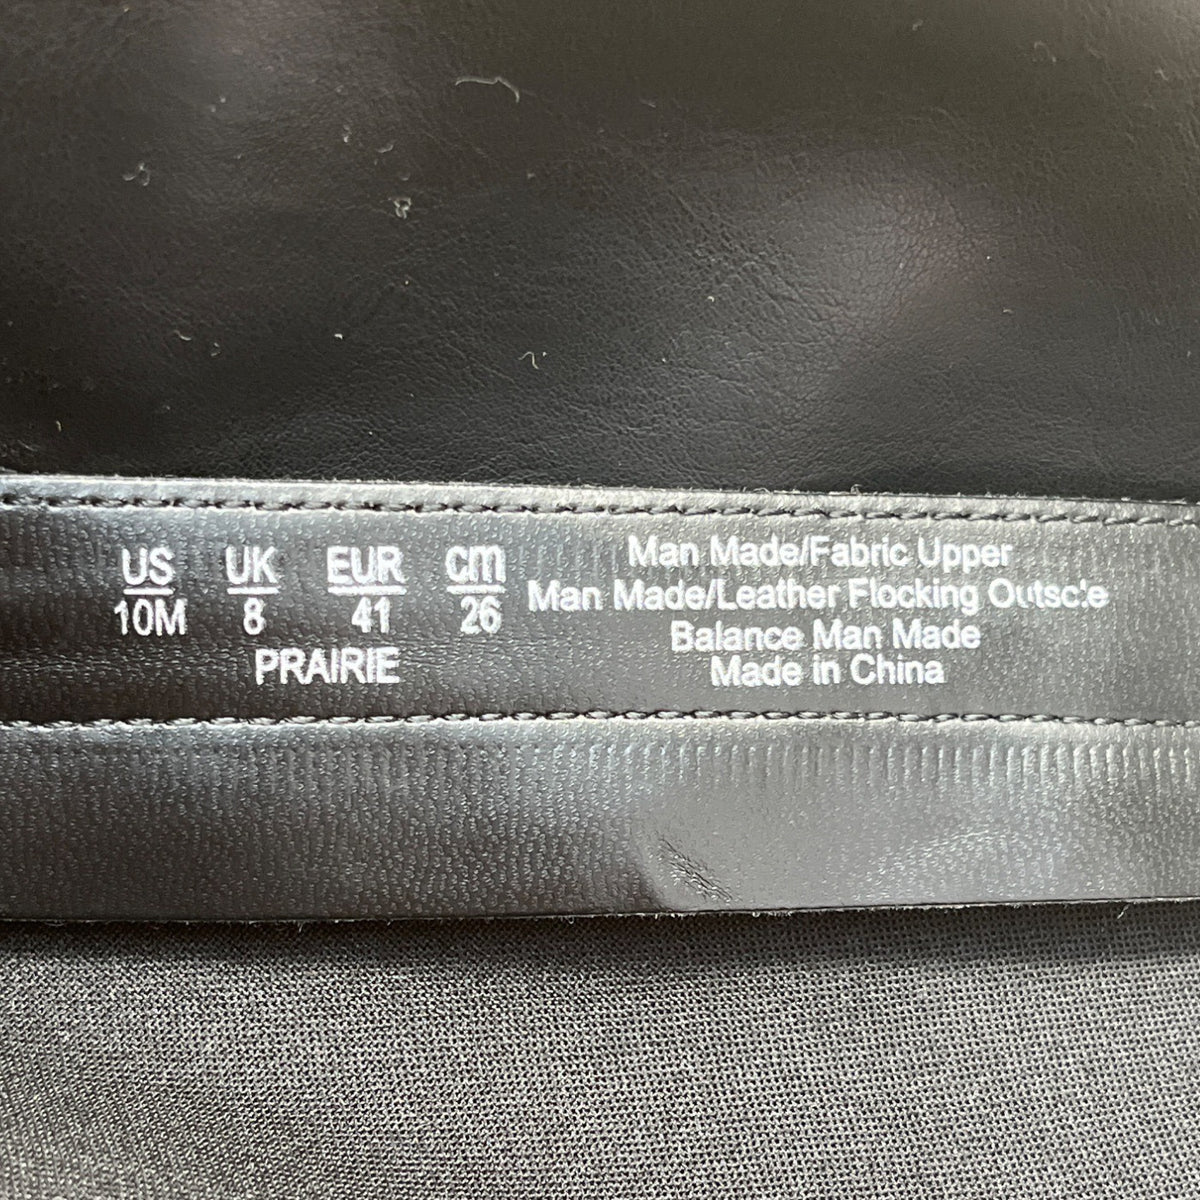 US UK EUR cm
10M 8 41 26
PRAIRIE
Man Made/Fabric Upper
Man Made/Leather Flocking Outsole
Balance Man Made
Made in China